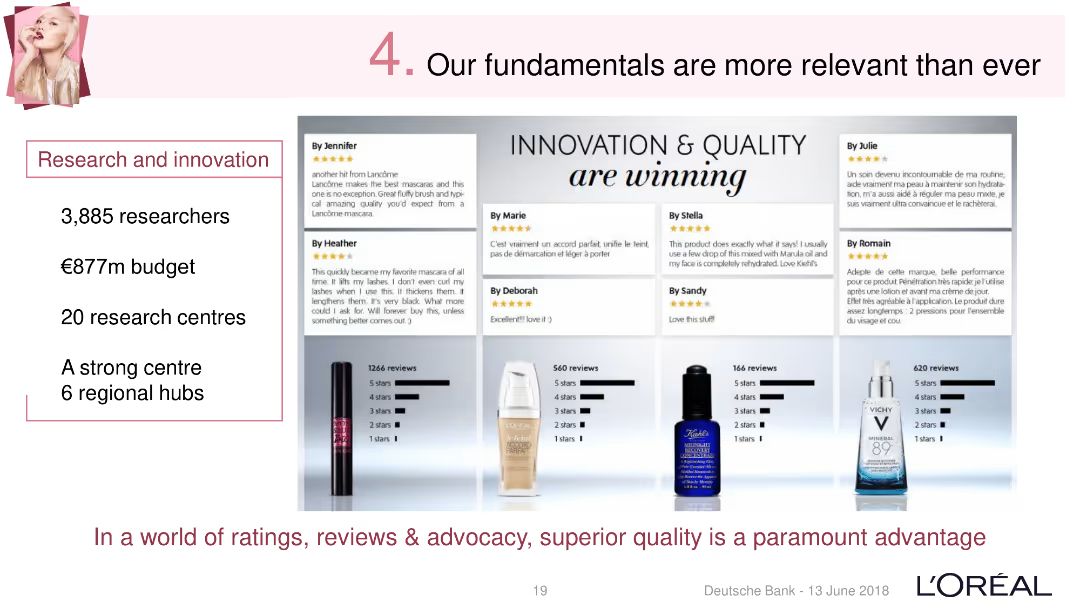 4. Our fundamentals are more relevant than ever
Research and innovation
3,885 researchers
€877m budget
20 research centres
A strong centre
6 regional hubs
INNOVATION & QUALITY
are winning
By Jennifer
another hit from Lancôme
Lancôme makes the best mascaras and this
one is no exception. Great fluffy brush and typi-
cal amazing quality you'd expect from a
Lancôme mascara.
By Heather
This quickly became my favorite mascara of all
time. It lifts my lashes. I don't even curl my
lashes when I use this. It thickens them. It
lengthens them. It's very black. What more
could I ask for. Will forever buy this, unless
something better comes out. :)
By Marie
C'est vraiment un accord parfait, unifie le teint,
pas de démarcation et léger à porter
By Deborah
Excellent!!! love it :)
By Stella
This product does exactly what it says! I usually
use a few drop of this mixed with Marula oil and
my face is completely rehydrated. Love Kiehl's
By Sandy
Love this stuff!
By Julie
Un soin devenu incontournable de ma routine,
aide vraiment ma peau à maintenir son hydrata-
tion, m'a aussi aidé à réguler ma peau mixte, je
suis vraiment ultra convaincue et le rachèterai.
By Romain
Adepte de cette marque, belle performance
pour ce produit. Pénétration très rapide: je l'utilise
après une lotion et avant ma crème de jour.
Effet très agréable à l'application. Le produit dure
assez longtemps : 2 pressions pour l'ensemble
du visage et cou.
1266 reviews
5 stars
4 stars
3 stars
2 stars
1 stars
560 reviews
5 stars
4 stars
3 stars
2 stars
1 stars
166 reviews
5 stars
4 stars
3 stars
2 stars
1 stars
620 reviews
5 stars
4 stars
3 stars
2 stars
1 stars
L'ORÉAL
ACCORD
PARFAIT
Kiehl's
MIDNIGHT
RECOVERY
CONCENTRATE
VICHY
V
MINÉRAL
89
In a world of ratings, reviews & advocacy, superior quality is a paramount advantage
19
Deutsche Bank - 13 June 2018
L'ORÉAL